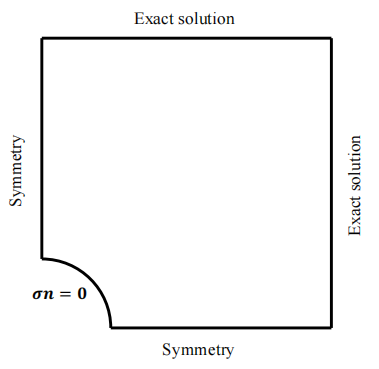 Exact solution
Symmetry
Exact solution
σn = 0
Symmetry